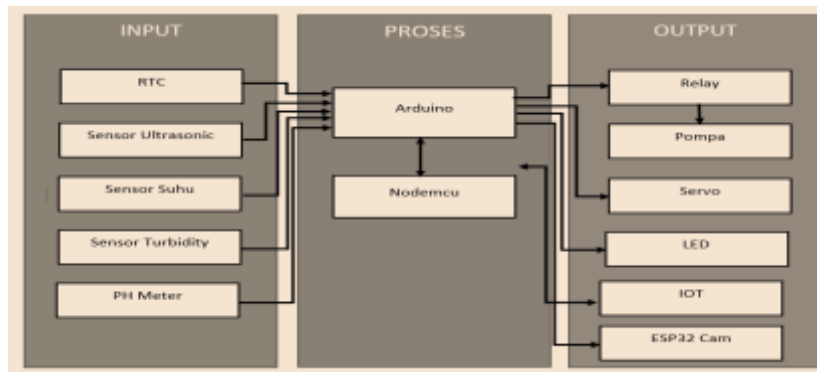 INPUT
RTC
Sensor Ultrasonic
Sensor Suhu
Sensor Turbidity
PH Meter
PROSES
Arduino
Nodemcu
OUTPUT
Relay
Pompa
Servo
LED
IOT
ESP32 Cam